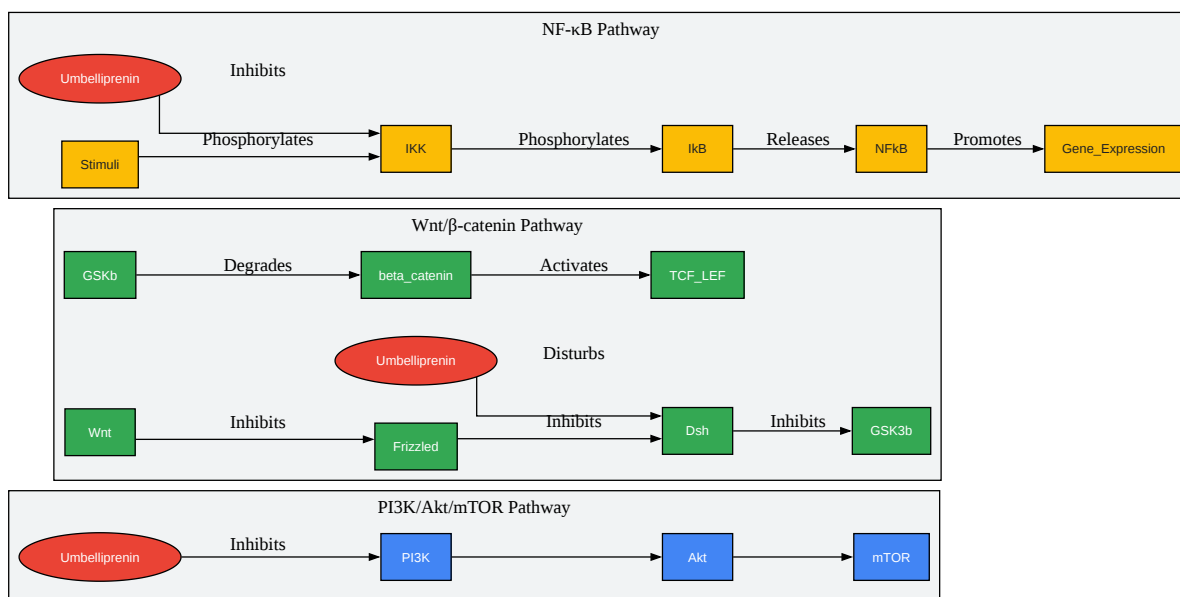 NF-κB Pathway
Umbelliprenin
Inhibits
Stimuli
Phosphorylates
IKK
Phosphorylates
IkB
Releases
NFkB
Promotes
Gene_Expression
Wnt/β-catenin Pathway
GSKb
Degrades
beta_catenin
Activates
TCF_LEF
Umbelliprenin
Disturbs
Wnt
Inhibits
Frizzled
Inhibits
Dsh
Inhibits
GSK3b
PI3K/Akt/mTOR Pathway
Umbelliprenin
Inhibits
PI3K
Akt
mTOR